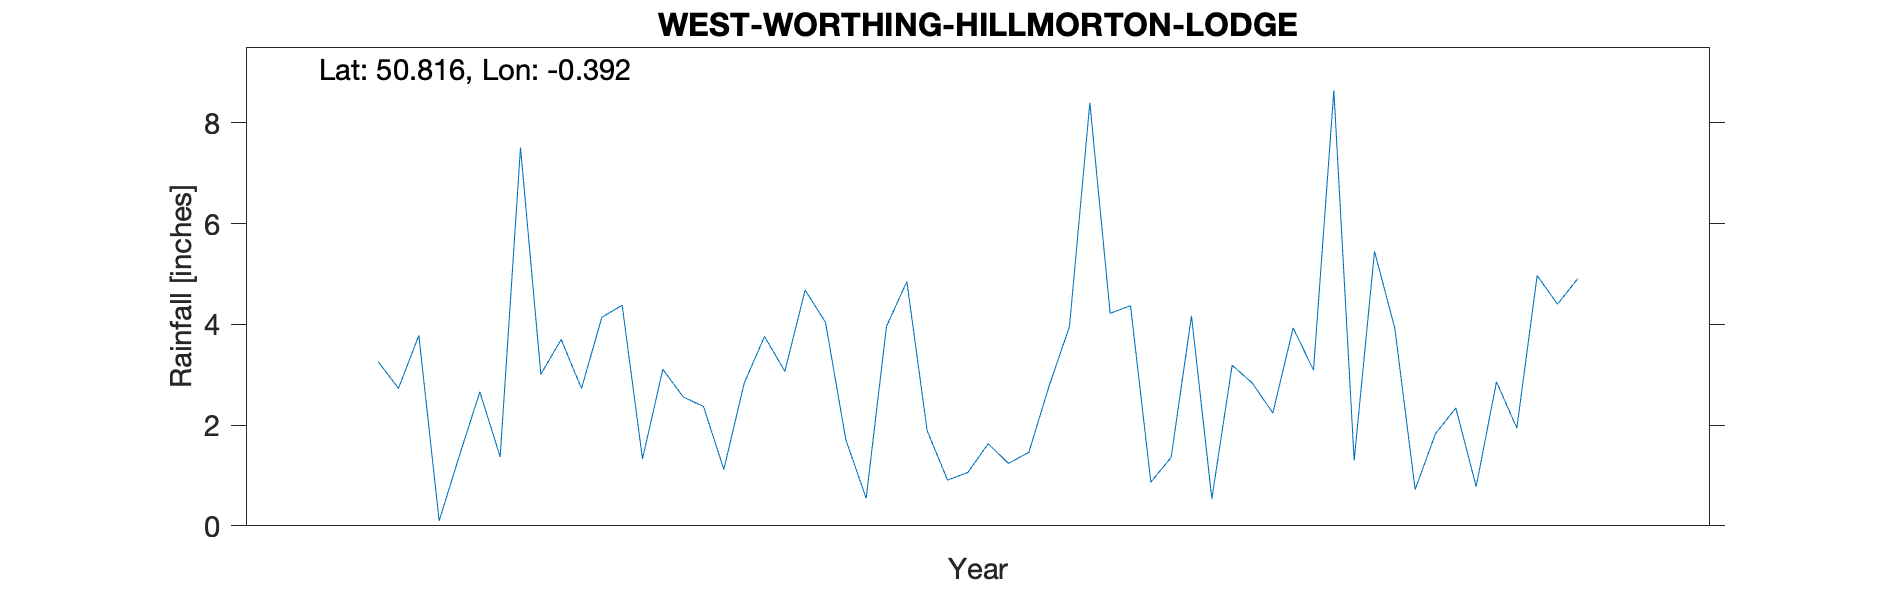 WEST-WORTHING-HILLMORTON-LODGE
Lat: 50.816, Lon: -0.392
8
6
4
2
0
Rainfall [inches]
Year